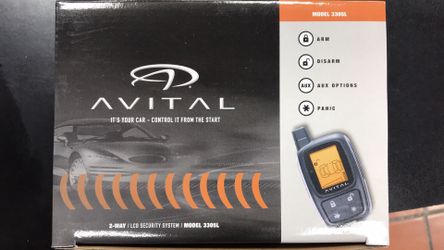 MODEL 3305L
ARM
DISARM
AUX
AUX OPTIONS
PANIC
AVITAL
IT'S YOUR CAR - CONTROL IT FROM THE START
AVITAL
2-WAY / LCD SECURITY SYSTEM / MODEL 3305L